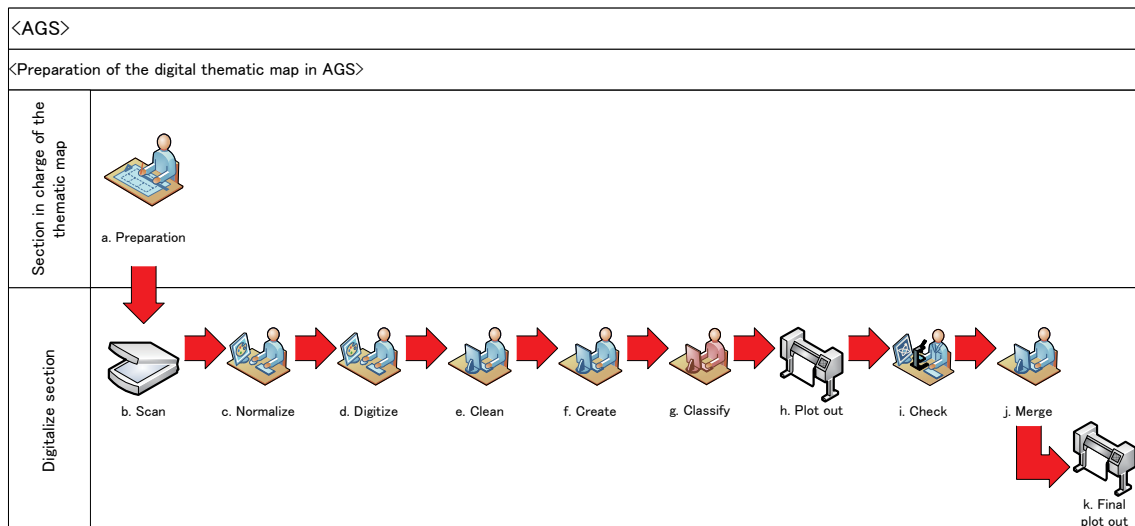 <AGS>
<Preparation of the digital thematic map in AGS>
Section in charge of the
thematic map
a. Preparation
Digitalize section
b. Scan
c. Normalize
d. Digitize
e. Clean
f. Create
g. Classify
h. Plot out
i. Check
j. Merge
k. Final
plot out